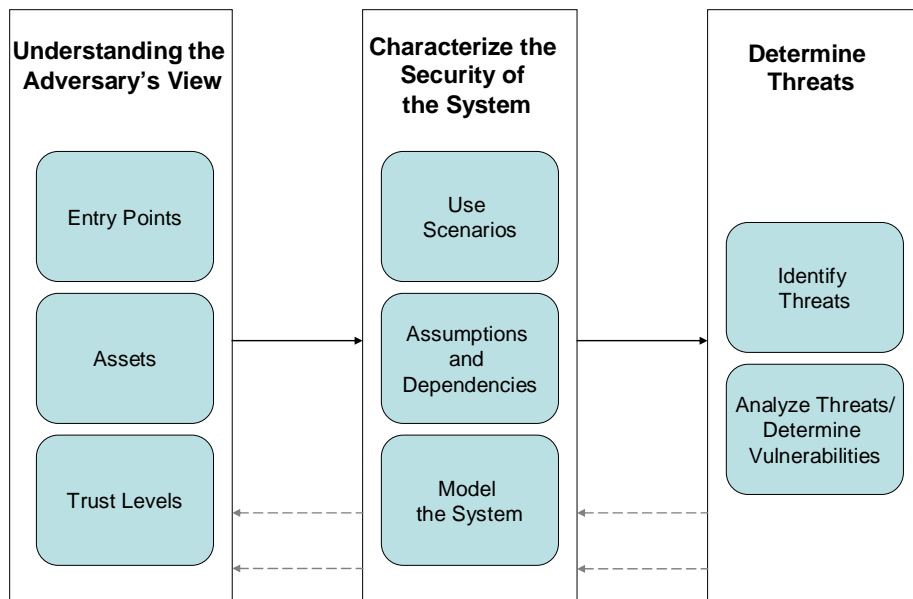 Understanding the
Adversary's View
Entry Points
Assets
Trust Levels
Characterize the
Security of
the System
Use
Scenarios
Assumptions
and
Dependencies
Model
the System
Determine
Threats
Identify
Threats
Analyze Threats/
Determine
Vulnerabilities